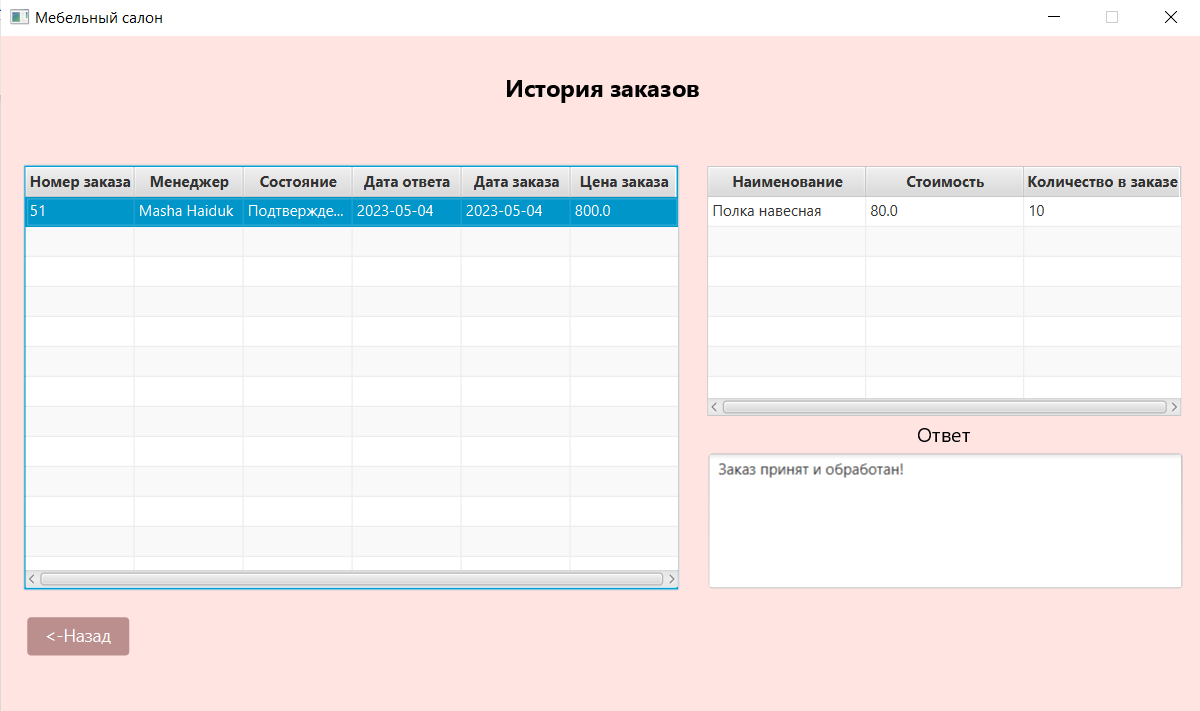 Мебельный салон
История заказов
Номер заказа Менеджер Состояние Дата ответа Дата заказа Цена заказа
51 Masha Haiduk Подтвержде... 2023-05-04 2023-05-04 800.0
Наименование Стоимость Количество в заказе
Полка навесная 80.0 10
Ответ
Заказ принят и обработан!
<-Назад